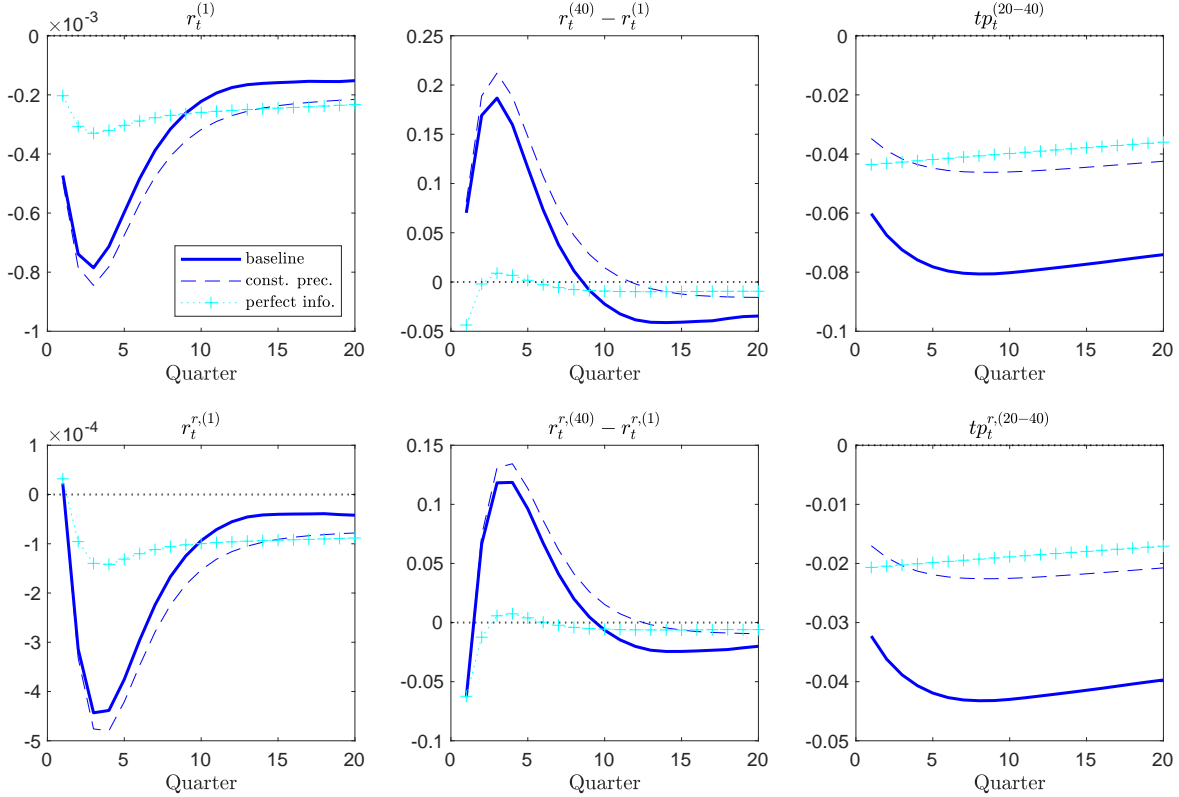 ×10⁻³
r_t^{(1)}
0
-0.2
-0.4
-0.6
-0.8
-1
0 5 10 15 20
Quarter
baseline
const. prec.
perfect info.
r_t^{(40)} − r_t^{(1)}
0.25
0.2
0.15
0.1
0.05
0
-0.05
0 5 10 15 20
Quarter
tp_t^{(20−40)}
0
-0.02
-0.04
-0.06
-0.08
-0.1
0 5 10 15 20
Quarter
×10⁻⁴
r_t^{r,(1)}
1
0
-1
-2
-3
-4
-5
0 5 10 15 20
Quarter
r_t^{r,(40)} − r_t^{r,(1)}
0.15
0.1
0.05
0
-0.05
-0.1
0 5 10 15 20
Quarter
tp_t^{r,(20−40)}
0
-0.01
-0.02
-0.03
-0.04
-0.05
0 5 10 15 20
Quarter